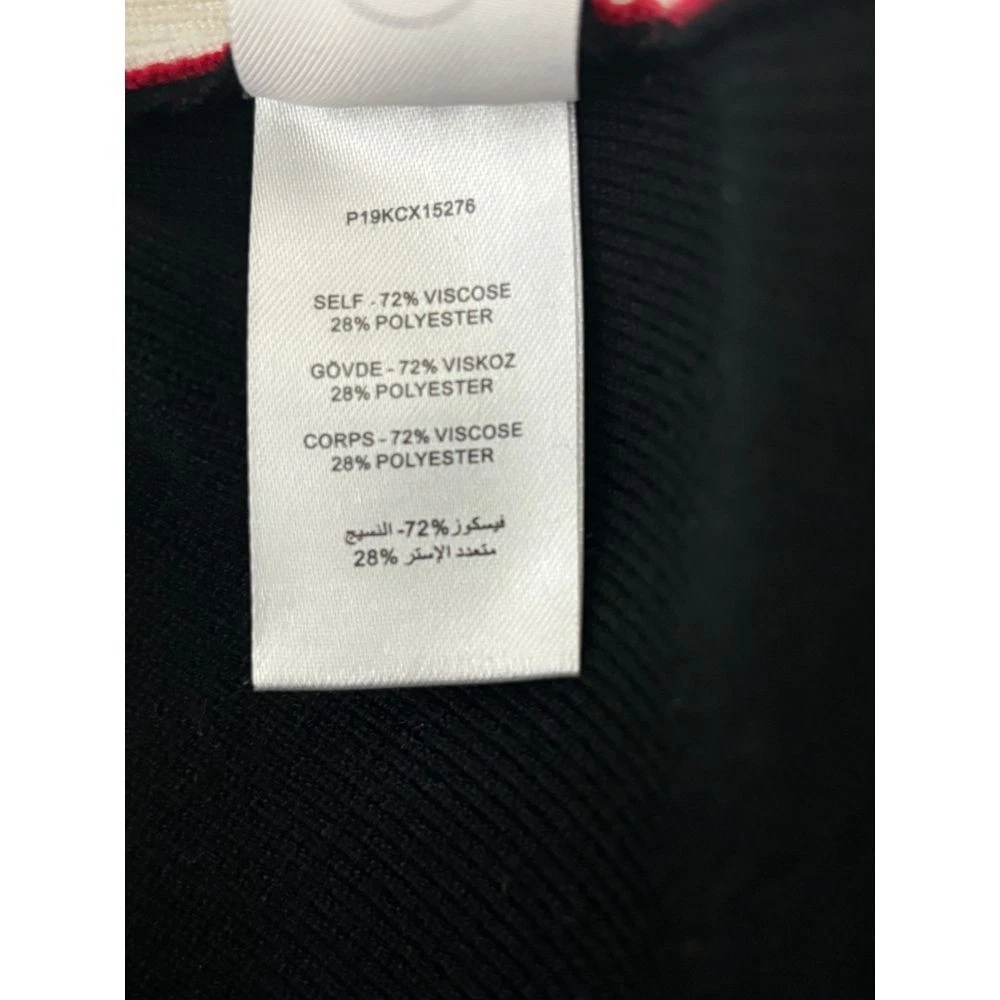 P19KCX15276
SELF - 72% VISCOSE
28% POLYESTER
GÖVDE - 72% VISKOZ
28% POLYESTER
CORPS - 72% VISCOSE
28% POLYESTER
فيسكوز 72%- النسيج
متعدد الإستر 28%